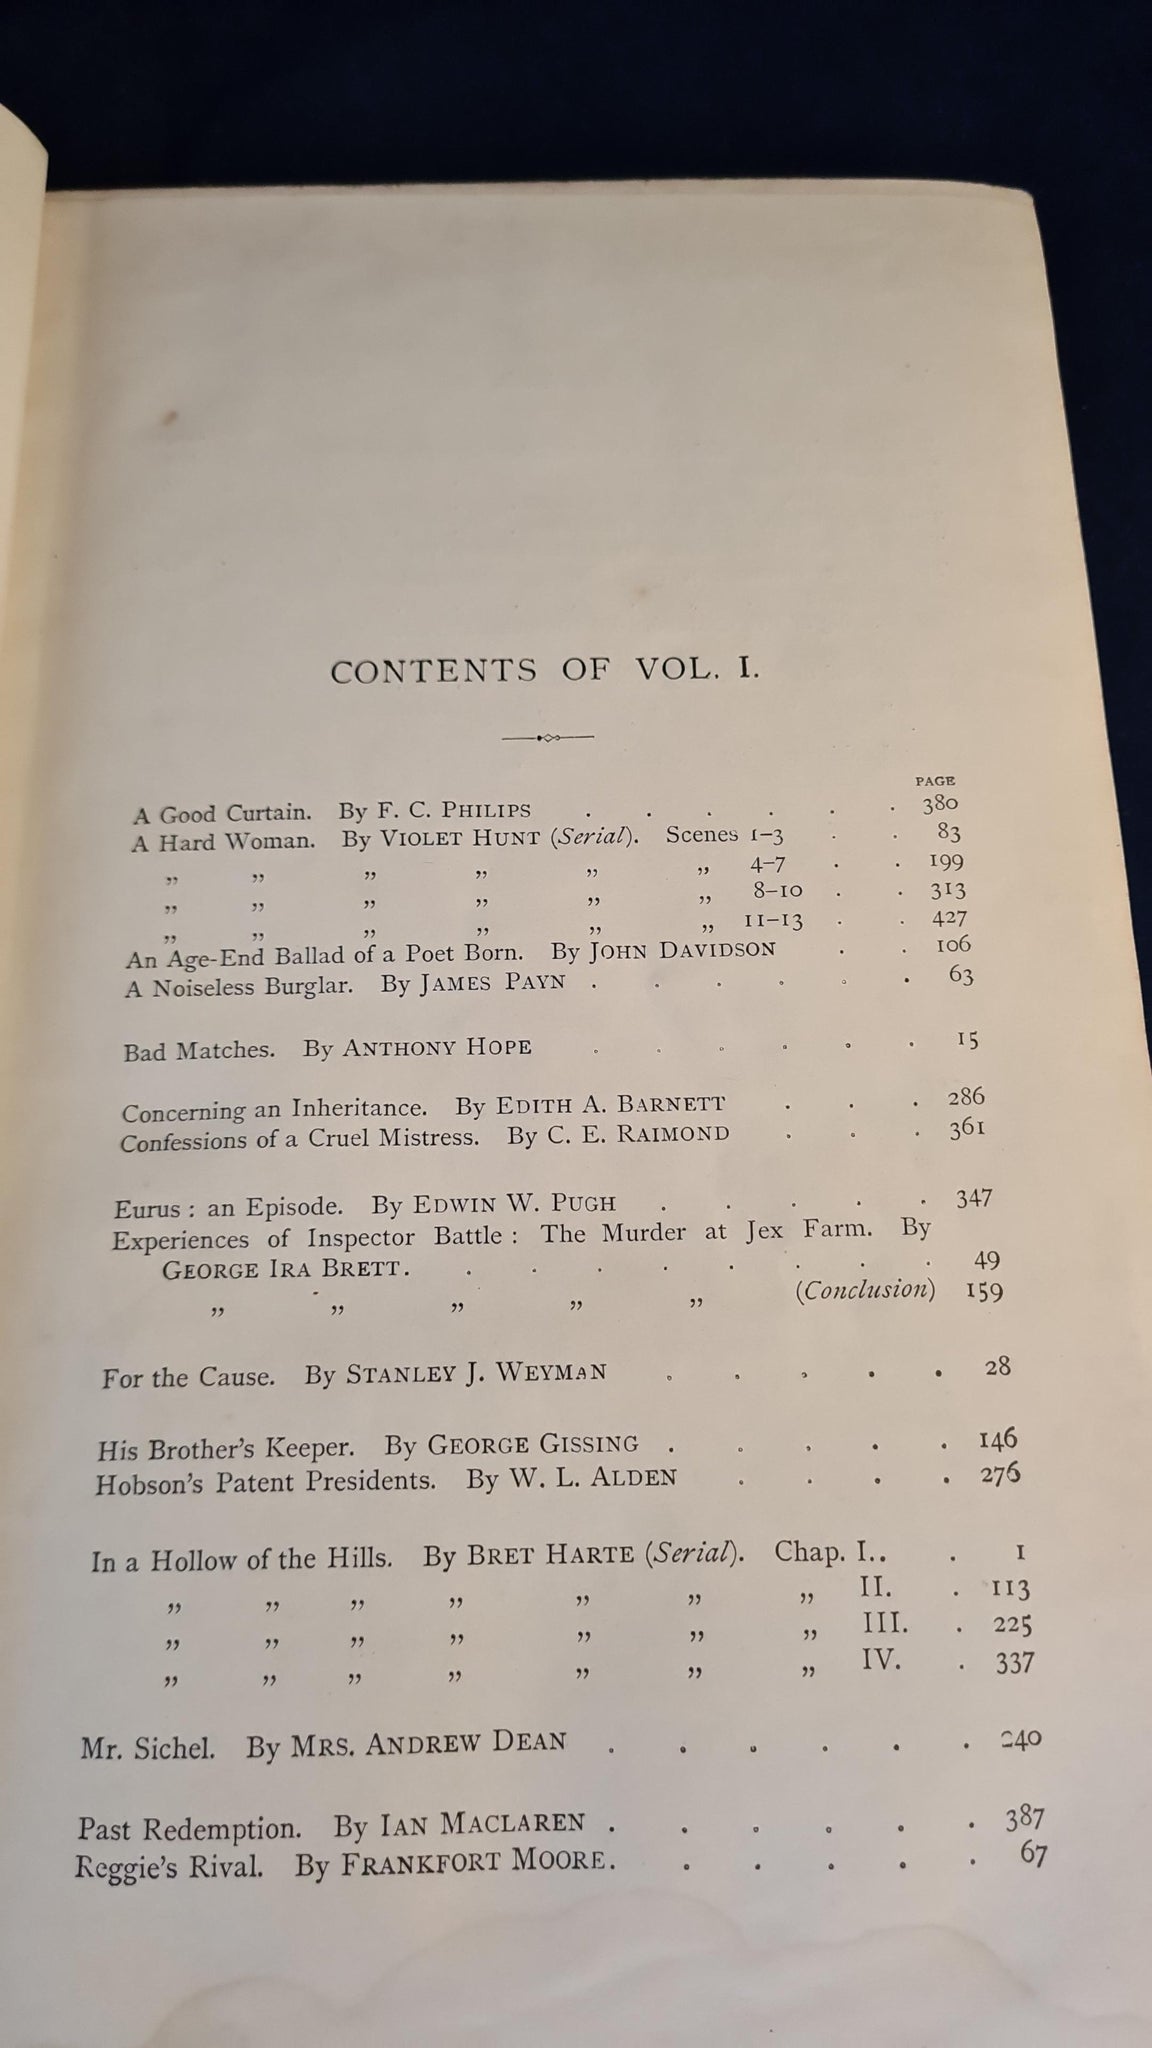 CONTENTS OF VOL. I.
PAGE
A Good Curtain. By F. C. PHILIPS . . . . . . 380
A Hard Woman. By VIOLET HUNT (Serial). Scenes 1–3 . . 83
„ „ „ „ „ „ 4–7 . . 199
„ „ „ „ „ „ 8–10 . . 313
„ „ „ „ „ „ 11–13 . . 427
An Age-End Ballad of a Poet Born. By JOHN DAVIDSON . . 106
A Noiseless Burglar. By JAMES PAYN . . . . . . 63
Bad Matches. By ANTHONY HOPE . . . . . . 15
Concerning an Inheritance. By EDITH A. BARNETT . . . 286
Confessions of a Cruel Mistress. By C. E. RAIMOND . . . 361
Eurus : an Episode. By EDWIN W. PUGH . . . . . 347
Experiences of Inspector Battle : The Murder at Jex Farm. By
GEORGE IRA BRETT. . . . . . . . . 49
„ „ „ „ „ (Conclusion) 159
For the Cause. By STANLEY J. WEYMAN . . . . . 28
His Brother's Keeper. By GEORGE GISSING . . . . . 146
Hobson's Patent Presidents. By W. L. ALDEN . . . . 276
In a Hollow of the Hills. By BRET HARTE (Serial). Chap. I. . . 1
„ „ „ „ „ „ „ II. . 113
„ „ „ „ „ „ „ III. . 225
„ „ „ „ „ „ „ IV. . 337
Mr. Sichel. By MRS. ANDREW DEAN . . . . . . 240
Past Redemption. By IAN MACLAREN . . . . . . 387
Reggie's Rival. By FRANKFORT MOORE. . . . . . 67